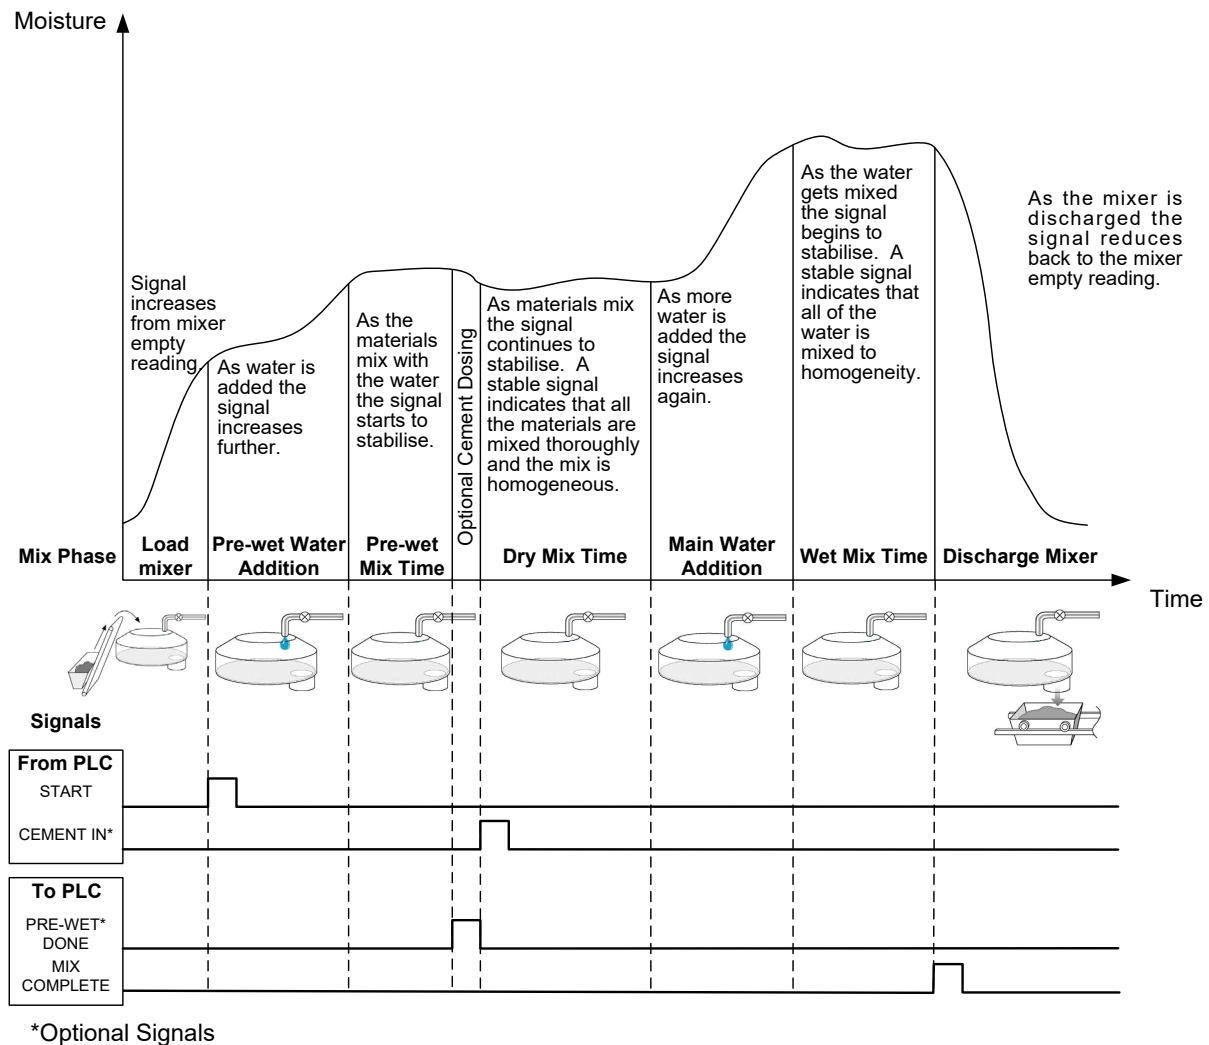 Moisture
Signal
increases
from mixer
empty
reading.
As water is
added the
signal
increases
further.
As the
materials
mix with
the water
the signal
starts to
stabilise.
Optional Cement Dosing
As materials mix
the signal
continues to
stabilise. A
stable signal
indicates that all
the materials are
mixed thoroughly
and the mix is
homogeneous.
As more
water is
added the
signal
increases
again.
As the water
gets mixed
the signal
begins to
stabilise. A
stable signal
indicates that
all of the
water is
mixed to
homogeneity.
As the mixer is
discharged the
signal reduces
back to the mixer
empty reading.
Mix Phase
Load
mixer
Pre-wet Water
Addition
Pre-wet
Mix Time
Dry Mix Time
Main Water
Addition
Wet Mix Time
Discharge Mixer
Time
Signals
From PLC
START
CEMENT IN*
To PLC
PRE-WET*
DONE
MIX
COMPLETE
*Optional Signals